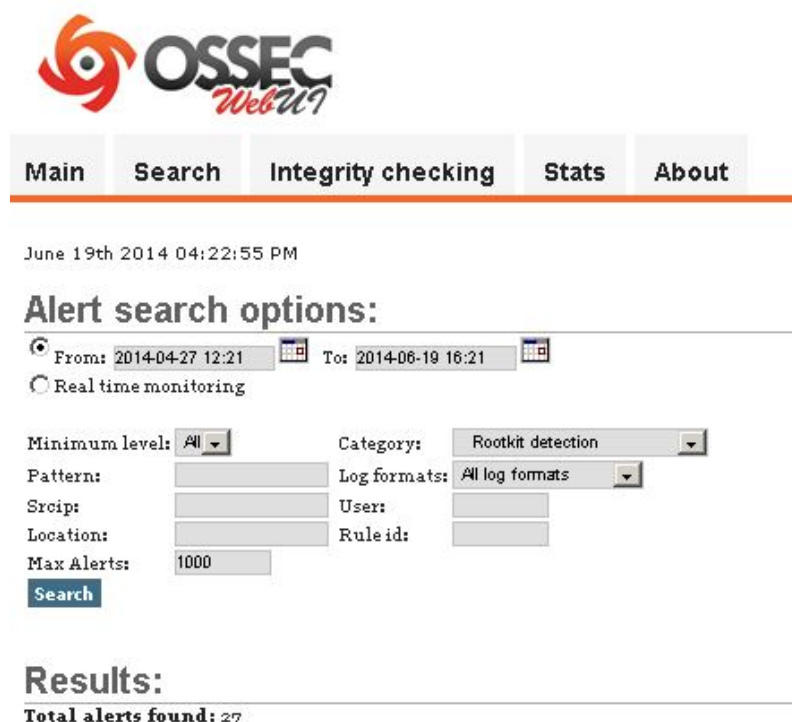 OSSEC
WebUI
Main Search Integrity checking Stats About
June 19th 2014 04:22:55 PM
Alert search options:
From: 2014-04-27 12:21 To: 2014-06-19 16:21
Real time monitoring
Minimum level: All Category: Rootkit detection
Pattern: Log formats: All log formats
Srcip: User:
Location: Rule id:
Max Alerts: 1000
Search
Results:
Total alerts found: 27